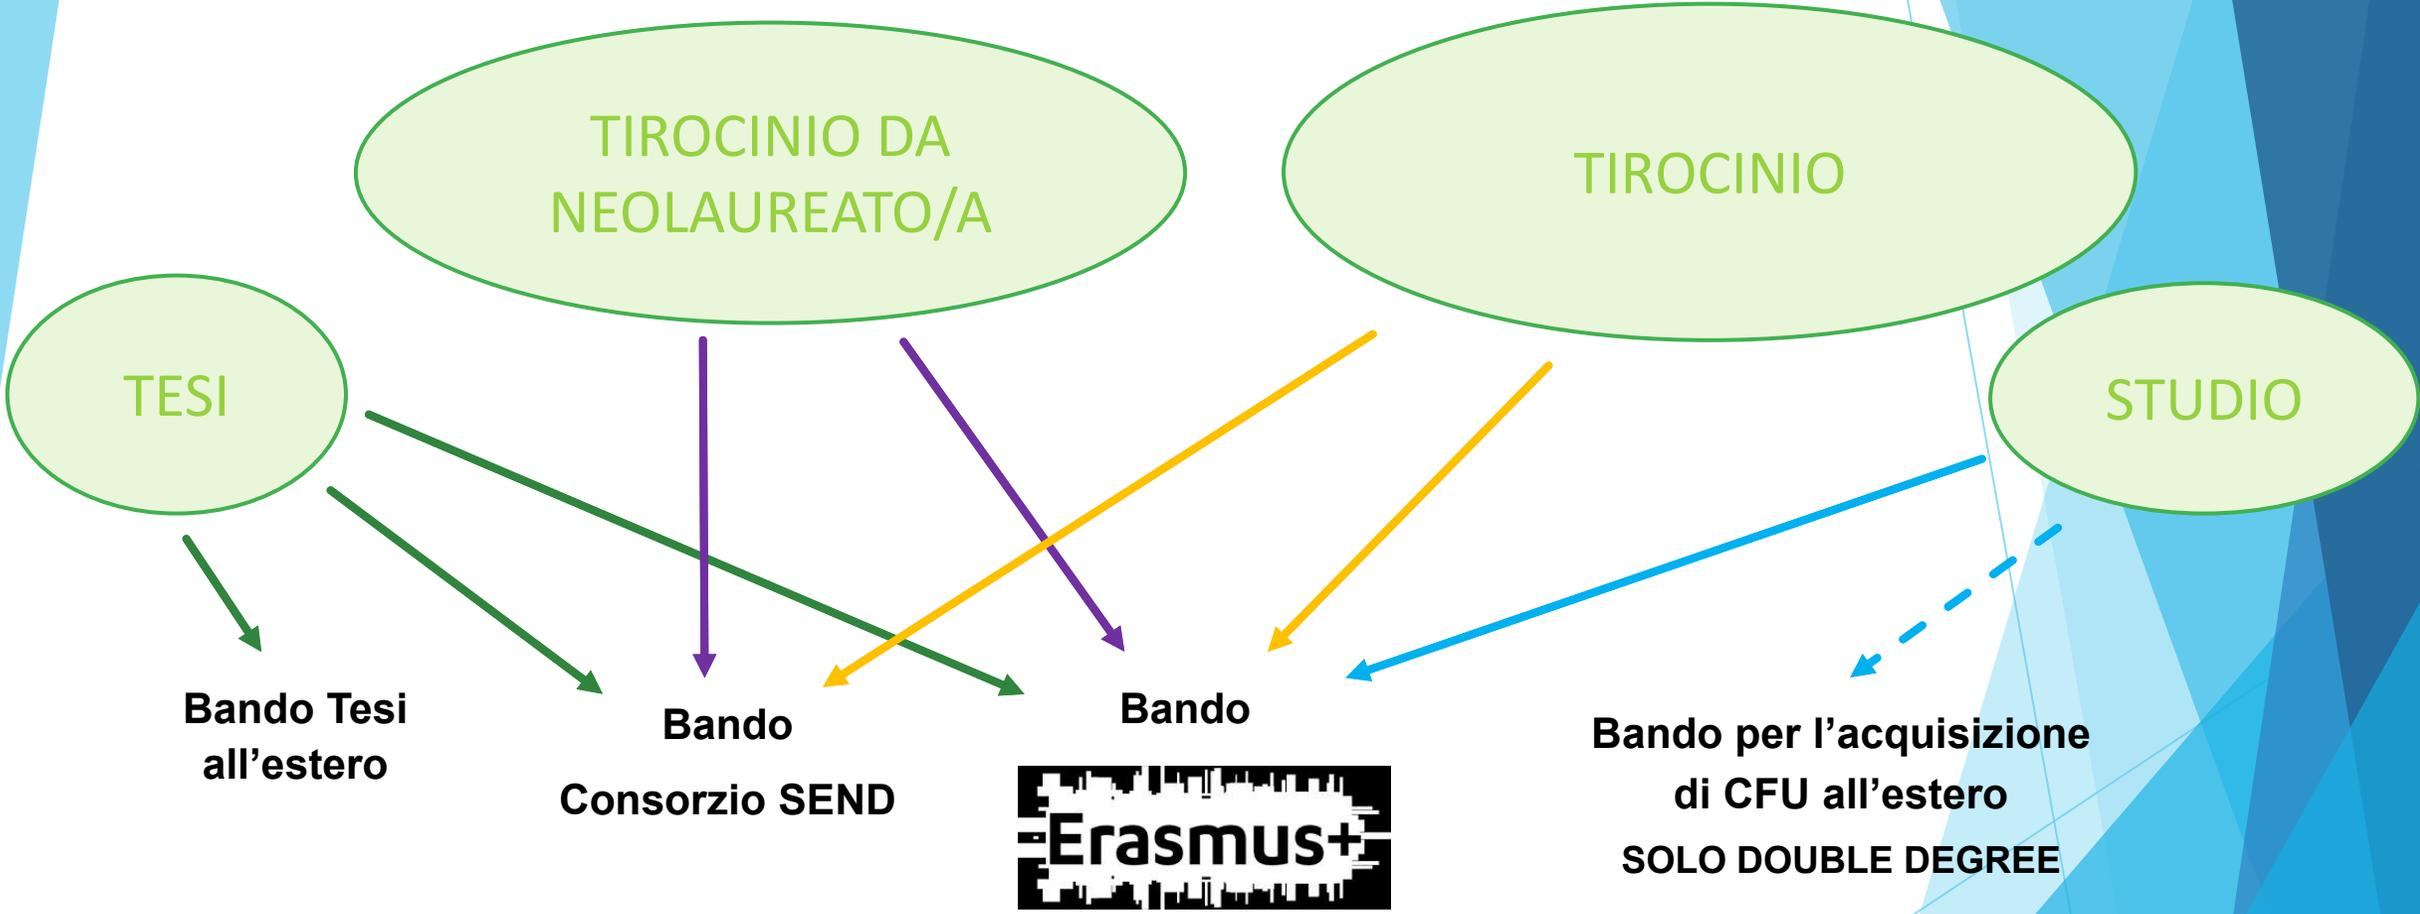 TIROCINIO DA
NEOLAUREATO/A
TIROCINIO
TESI
STUDIO
Bando Tesi
all’estero
Bando
Consorzio SEND
Bando
Erasmus+
Bando per l’acquisizione
di CFU all’estero
SOLO DOUBLE DEGREE